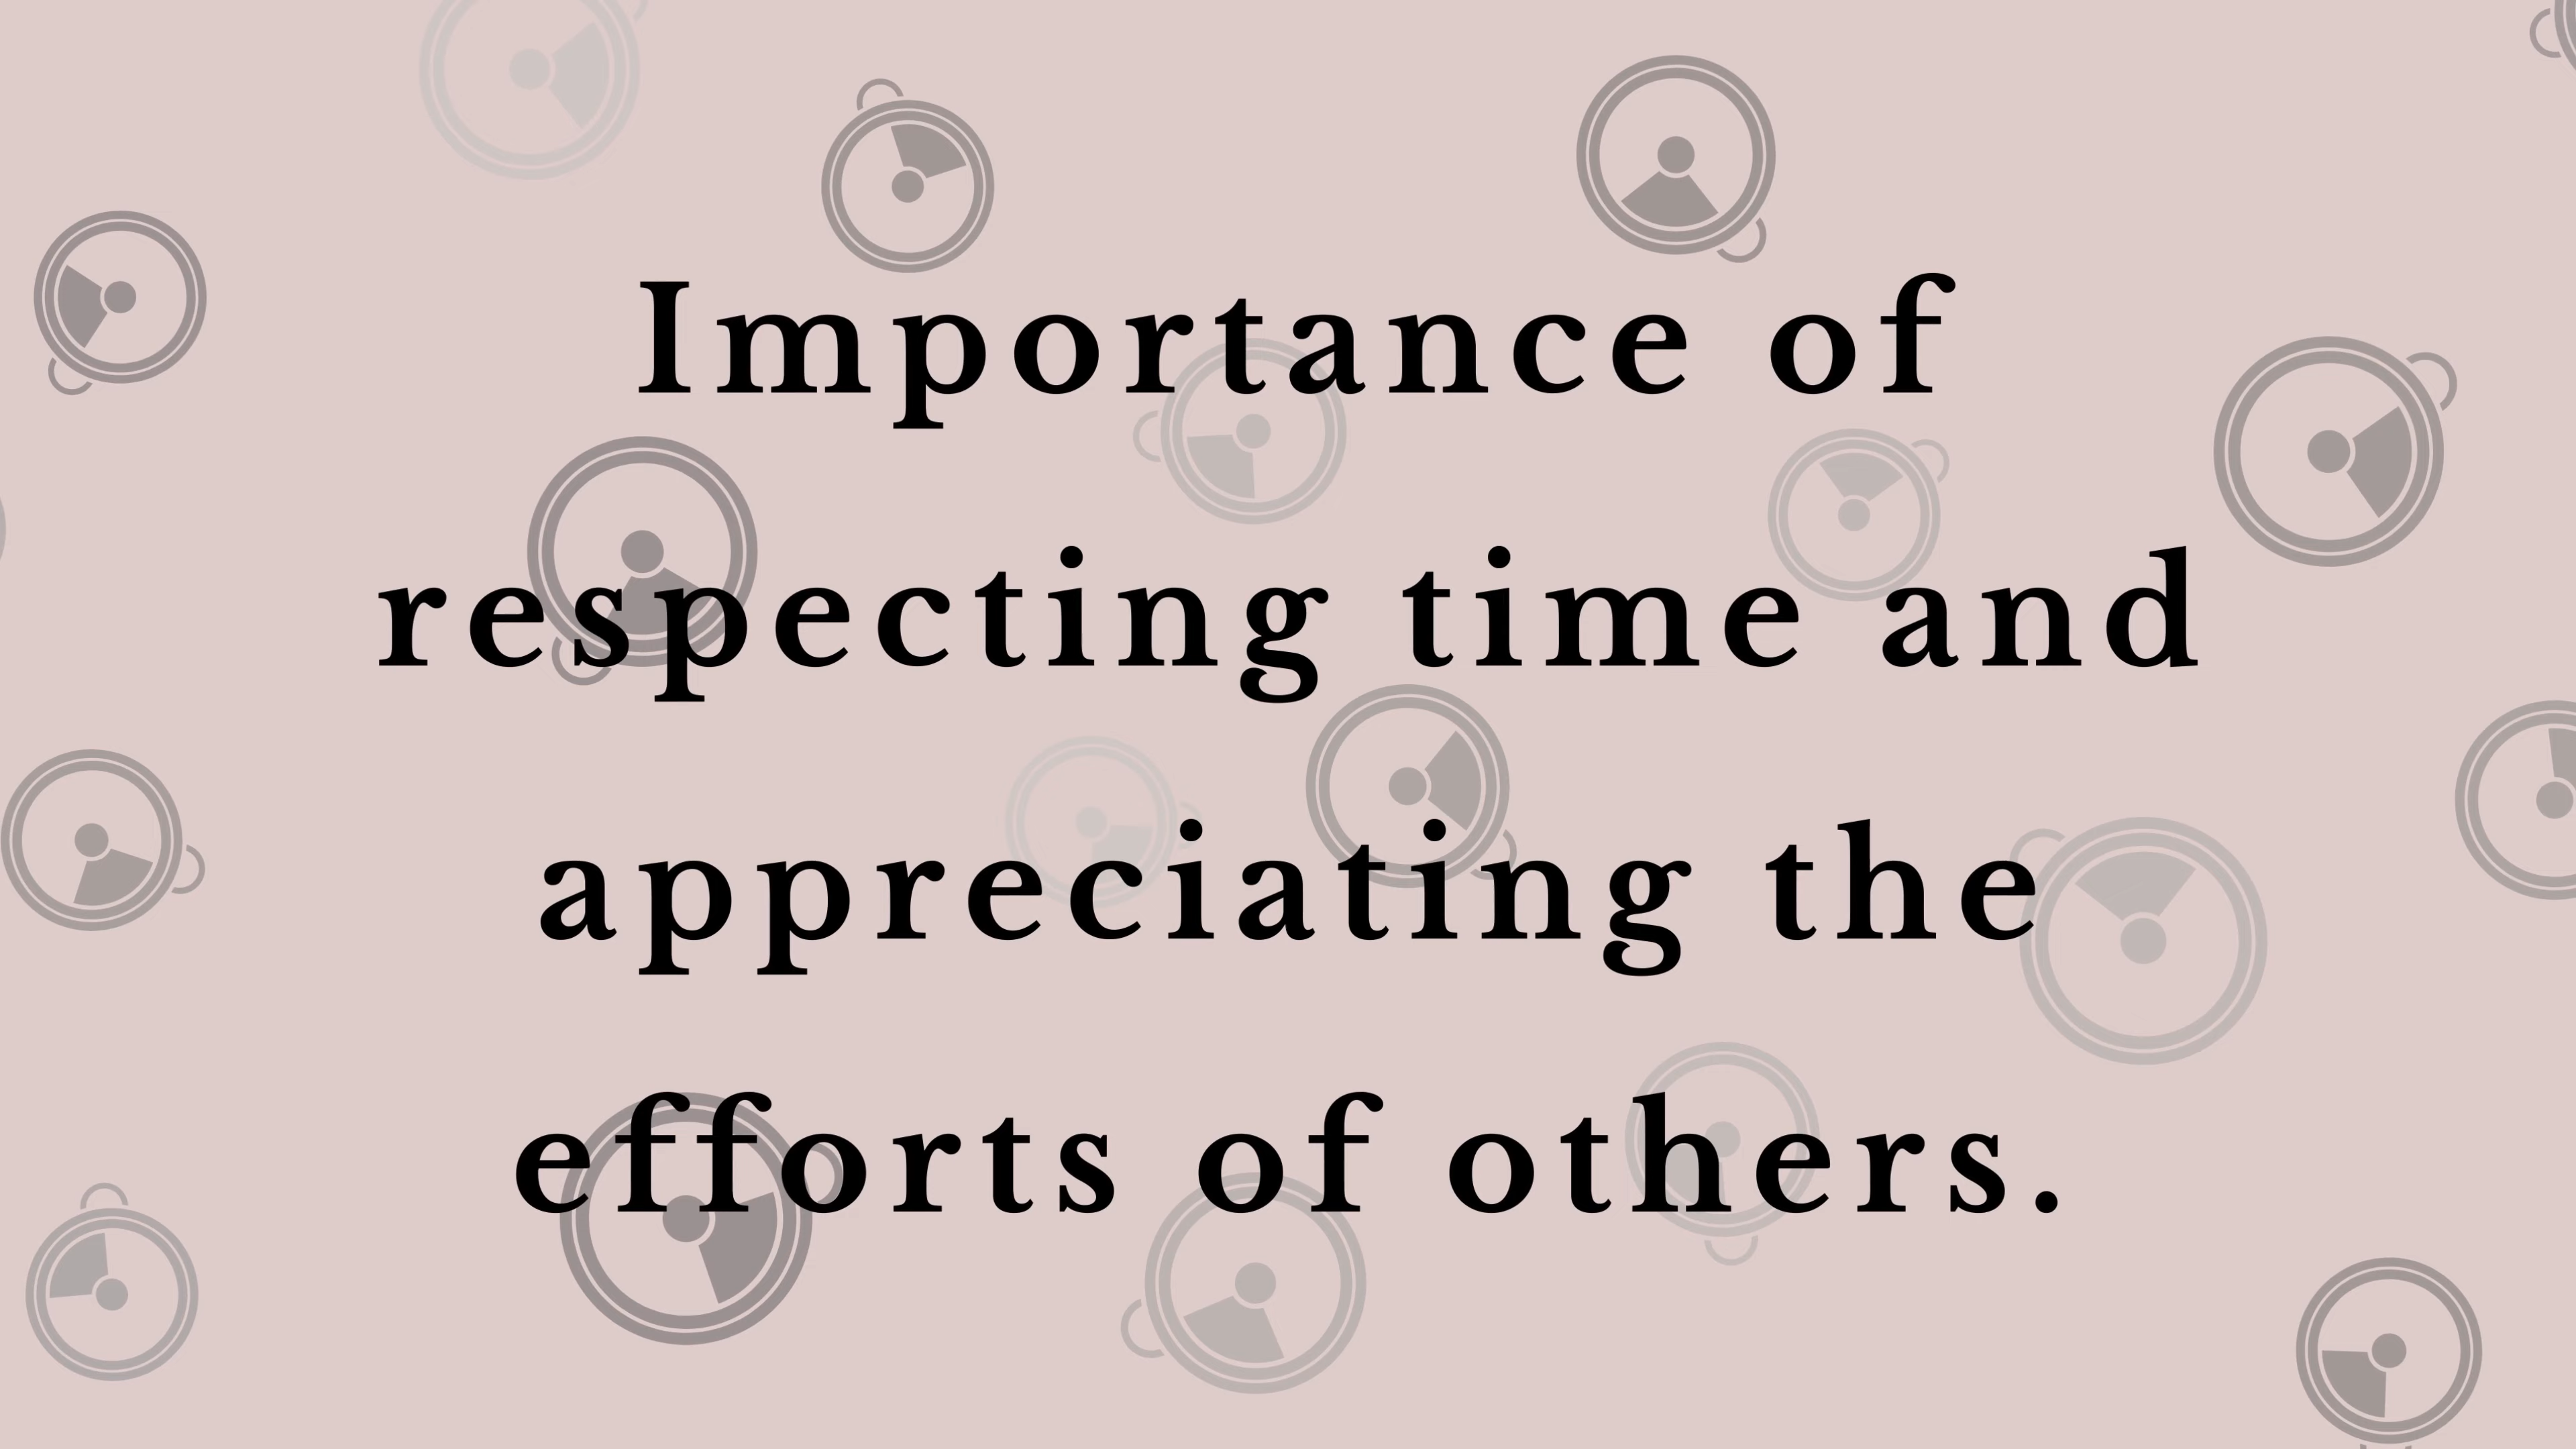 Importance of
respecting time and
appreciating the
efforts of others.